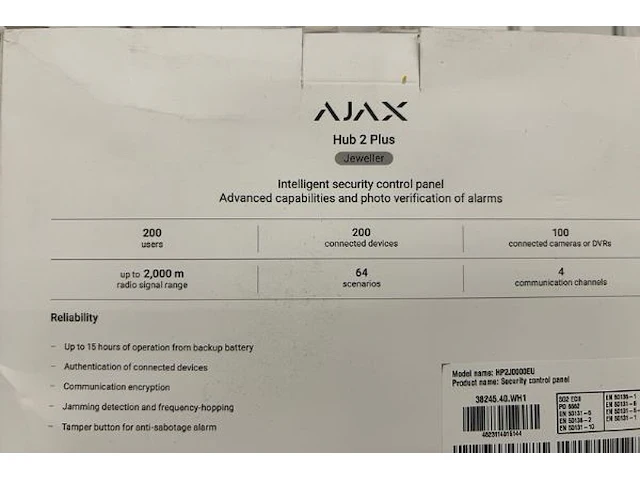 AJAX
Hub 2 Plus
Jeweller
Intelligent security control panel
Advanced capabilities and photo verification of alarms
200
users
200
connected devices
100
connected cameras or DVRs
up to 2,000 m
radio signal range
64
scenarios
4
communication channels
Reliability
– Up to 15 hours of operation from backup battery
– Authentication of connected devices
– Communication encryption
– Jamming detection and frequency-hopping
– Tamper button for anti-sabotage alarm
Model name: HP2J0000EU
Product name: Security control panel
38245.40.WH1
EN 50131-10